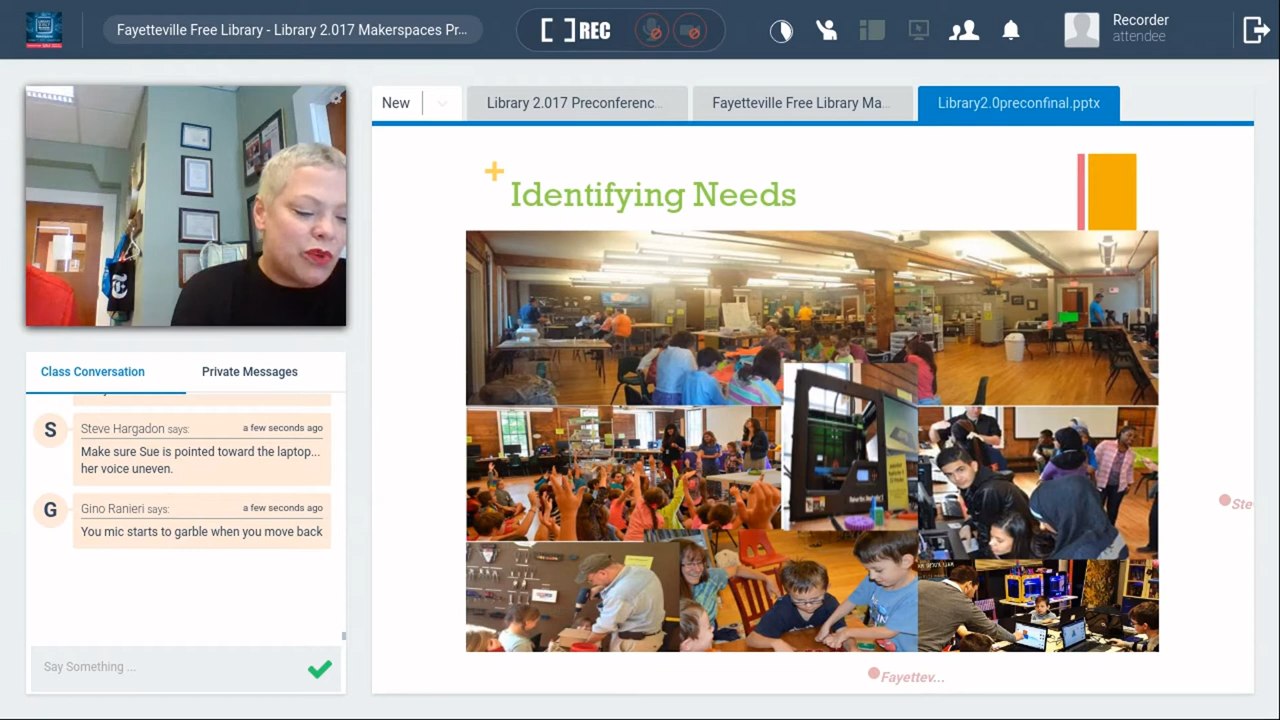 Fayetteville Free Library - Library 2.017 Makerspaces Pr...
REC
Recorder
attendee
New
Library 2.017 Preconferenc...
Fayetteville Free Library Ma...
Library2.0preconfinal.pptx
+
Identifying Needs
Class Conversation
Private Messages
S
Steve Hargadon says:
a few seconds ago
Make sure Sue is pointed toward the laptop...
her voice uneven.
G
Gino Ranieri says:
a few seconds ago
You mic starts to garble when you move back
Say Something ...
Ste
Fayettev...